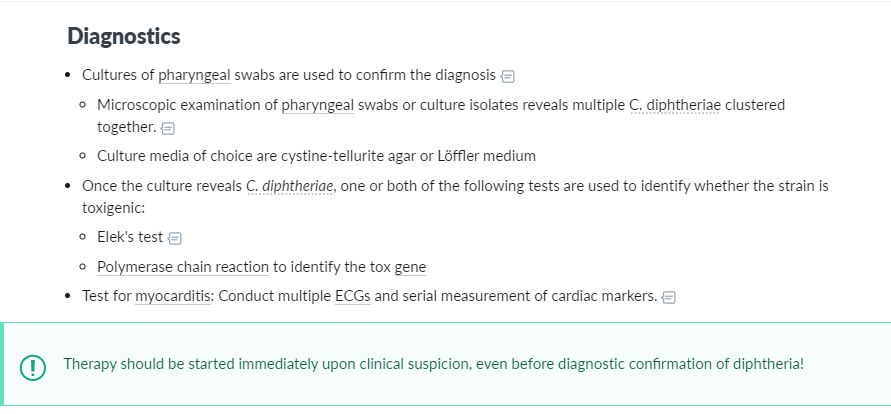 Diagnostics
• Cultures of pharyngeal swabs are used to confirm the diagnosis
Microscopic examination of pharyngeal swabs or culture isolates reveals multiple C. diphtheriae clustered
together.
Culture media of choice are cystine-tellurite agar or Löffler medium
• Once the culture reveals C. diphtheriae, one or both of the following tests are used to identify whether the strain is
toxigenic:
Elek's test
Polymerase chain reaction to identify the tox gene
• Test for myocarditis: Conduct multiple ECGs and serial measurement of cardiac markers.
Therapy should be started immediately upon clinical suspicion, even before diagnostic confirmation of diphtheria!